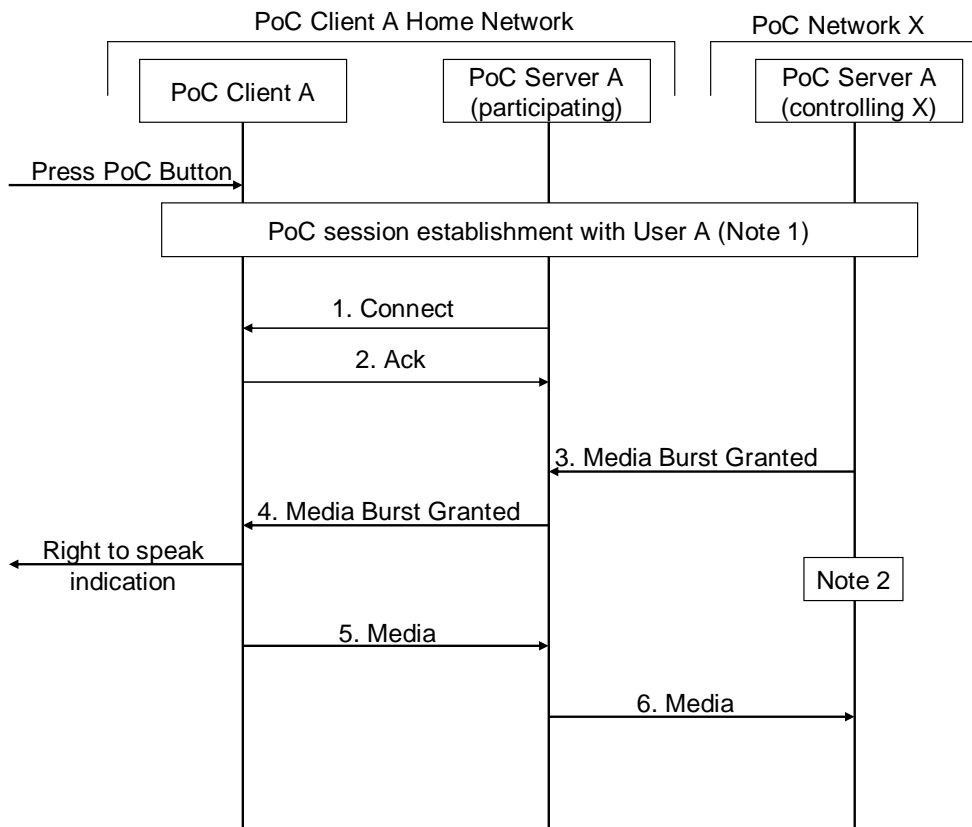 PoC Client A Home Network
PoC Network X
PoC Client A
PoC Server A
(participating)
PoC Server A
(controlling X)
Press PoC Button
PoC session establishment with User A (Note 1)
1. Connect
2. Ack
3. Media Burst Granted
4. Media Burst Granted
Right to speak
indication
Note 2
5. Media
6. Media